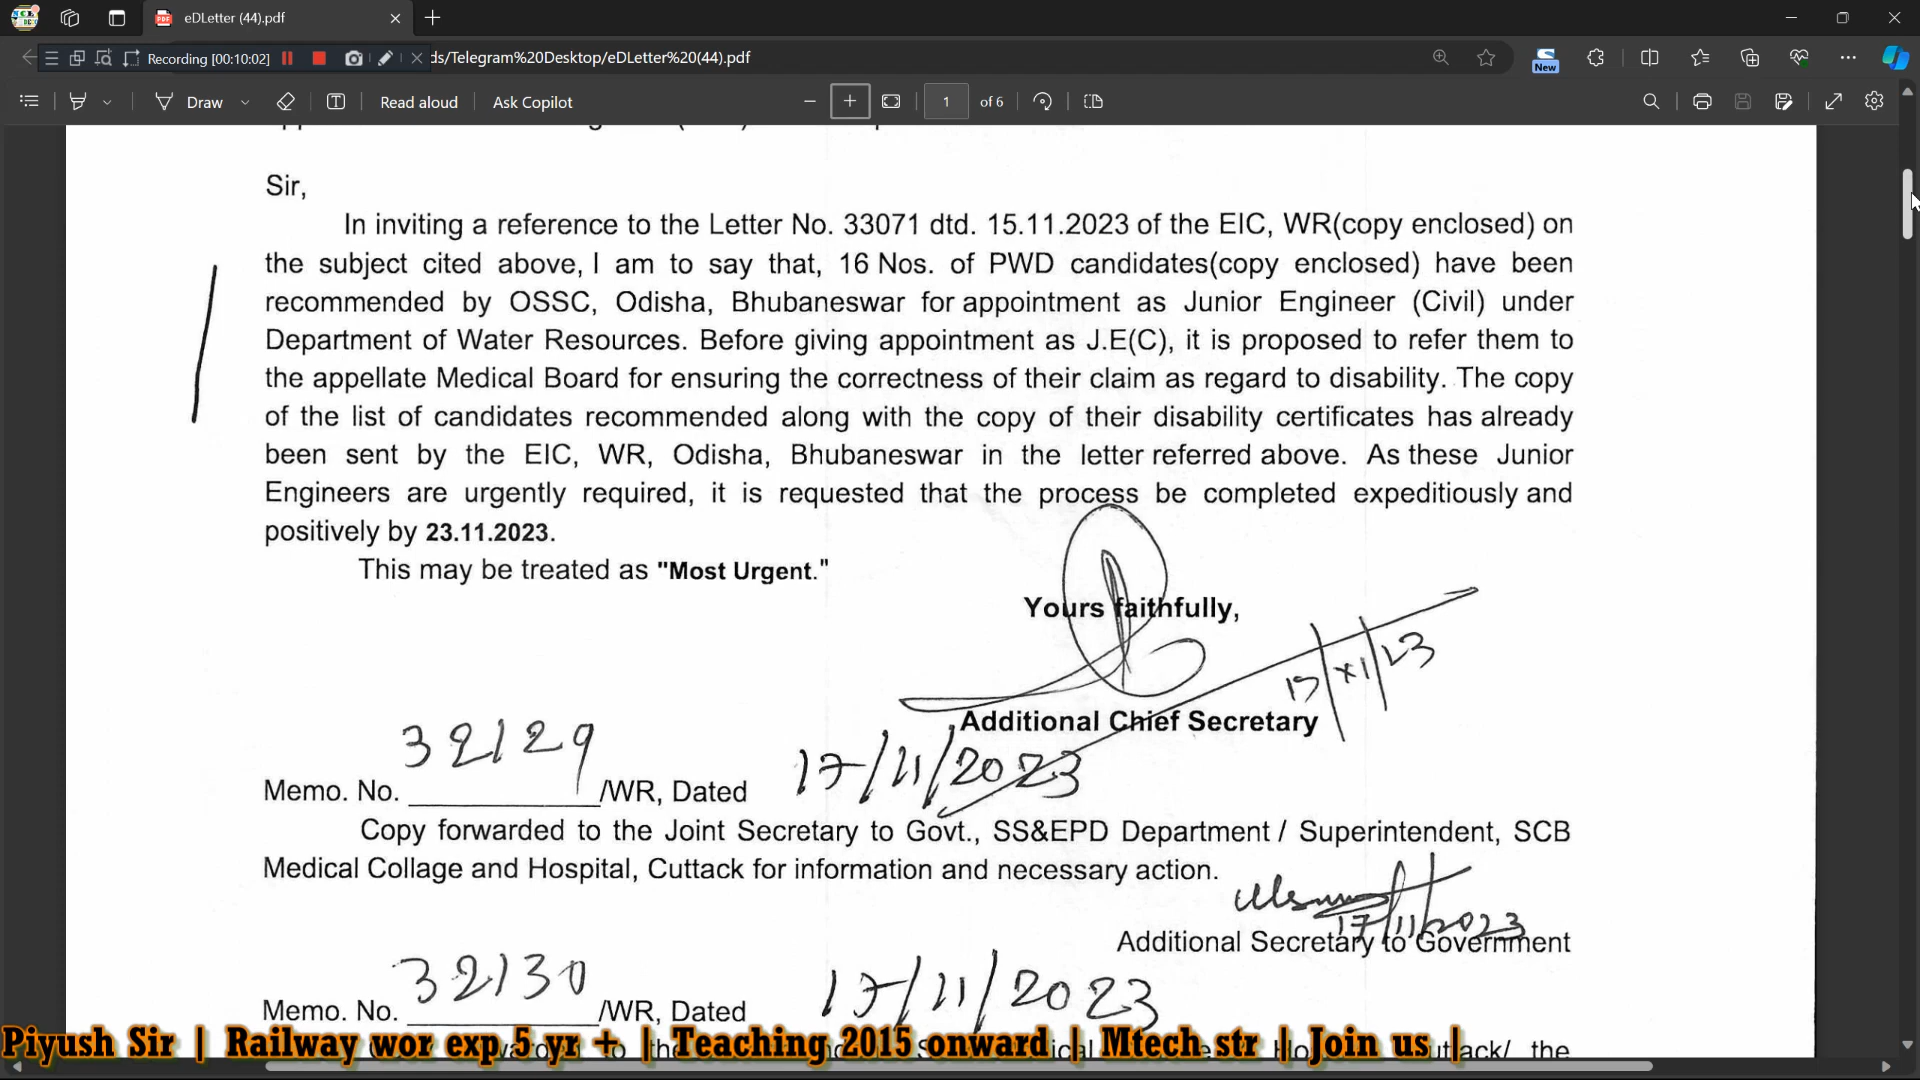 eDLetter (44).pdf
Recording [00:10:02]
ds/Telegram%20Desktop/eDLetter%20(44).pdf
New
Draw
Read aloud
Ask Copilot
1 of 6
Sir,
In inviting a reference to the Letter No. 33071 dtd. 15.11.2023 of the EIC, WR(copy enclosed) on
the subject cited above, I am to say that, 16 Nos. of PWD candidates(copy enclosed) have been
recommended by OSSC, Odisha, Bhubaneswar for appointment as Junior Engineer (Civil) under
Department of Water Resources. Before giving appointment as J.E(C), it is proposed to refer them to
the appellate Medical Board for ensuring the correctness of their claim as regard to disability. The copy
of the list of candidates recommended along with the copy of their disability certificates has already
been sent by the EIC, WR, Odisha, Bhubaneswar in the letter referred above. As these Junior
Engineers are urgently required, it is requested that the process be completed expeditiously and
positively by 23.11.2023.
This may be treated as "Most Urgent."
Yours faithfully,
17/XI/23
Additional Chief Secretary
Memo. No. 32129 /WR, Dated 17/11/2023
Copy forwarded to the Joint Secretary to Govt., SS&EPD Department / Superintendent, SCB
Medical Collage and Hospital, Cuttack for information and necessary action.
17/11/2023
Additional Secretary to Government
Memo. No. 32130 /WR, Dated 17/11/2023
Piyush Sir | Railway wor exp 5 yr + | Teaching 2015 onward | Mtech str | Join us |
the